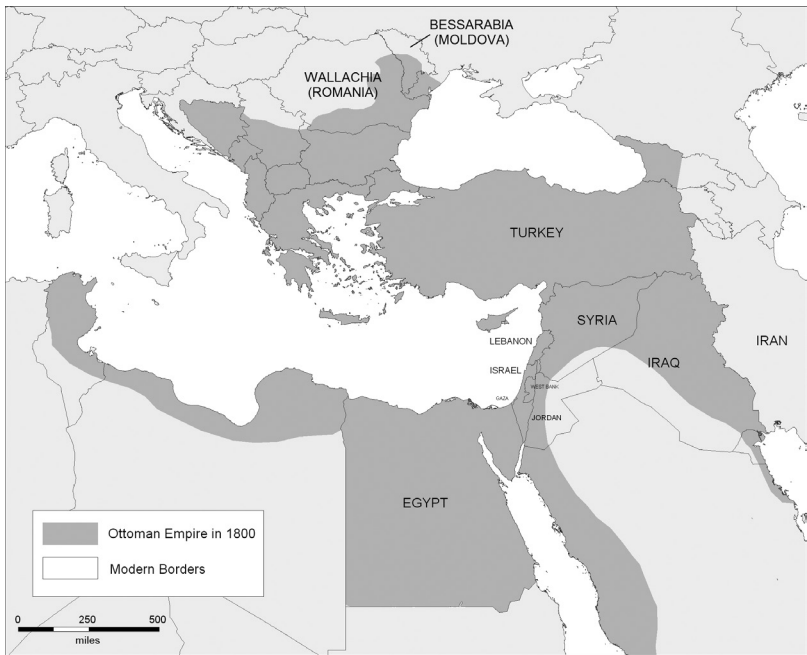 BESSARABIA
(MOLDOVA)
WALLACHIA
(ROMANIA)
TURKEY
SYRIA
LEBANON
IRAN
IRAQ
ISRAEL
WEST BANK
GAZA
JORDAN
EGYPT
Ottoman Empire in 1800
Modern Borders
0 250 500
miles